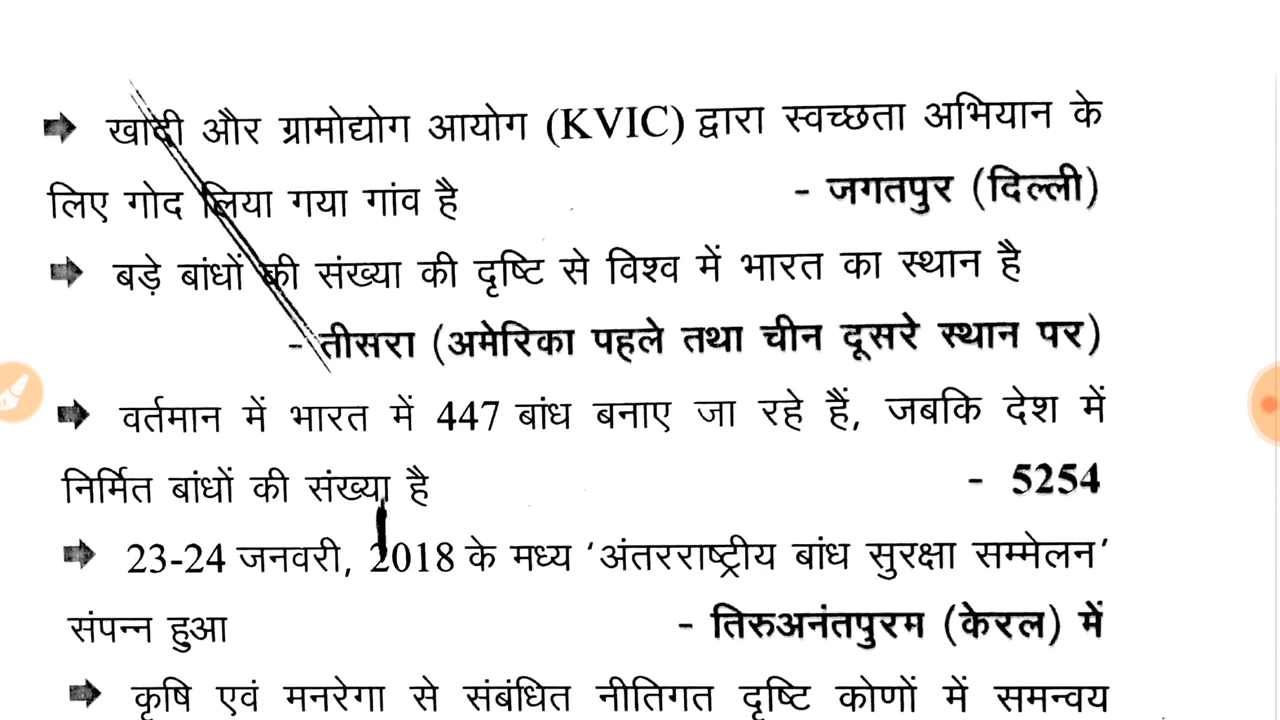 ➡ खादी और ग्रामोद्योग आयोग (KVIC) द्वारा स्वच्छता अभियान के
लिए गोद लिया गया गांव है - जगतपुर (दिल्ली)
➡ बड़े बांधों की संख्या की दृष्टि से विश्व में भारत का स्थान है
- तीसरा (अमेरिका पहले तथा चीन दूसरे स्थान पर)
➡ वर्तमान में भारत में 447 बांध बनाए जा रहे हैं, जबकि देश में
निर्मित बांधों की संख्या है - 5254
➡ 23-24 जनवरी, 2018 के मध्य ‘अंतरराष्ट्रीय बांध सुरक्षा सम्मेलन’
संपन्न हुआ - तिरुअनंतपुरम (केरल) में
➡ कृषि एवं मनरेगा से संबंधित नीतिगत दृष्टि कोणों में समन्वय